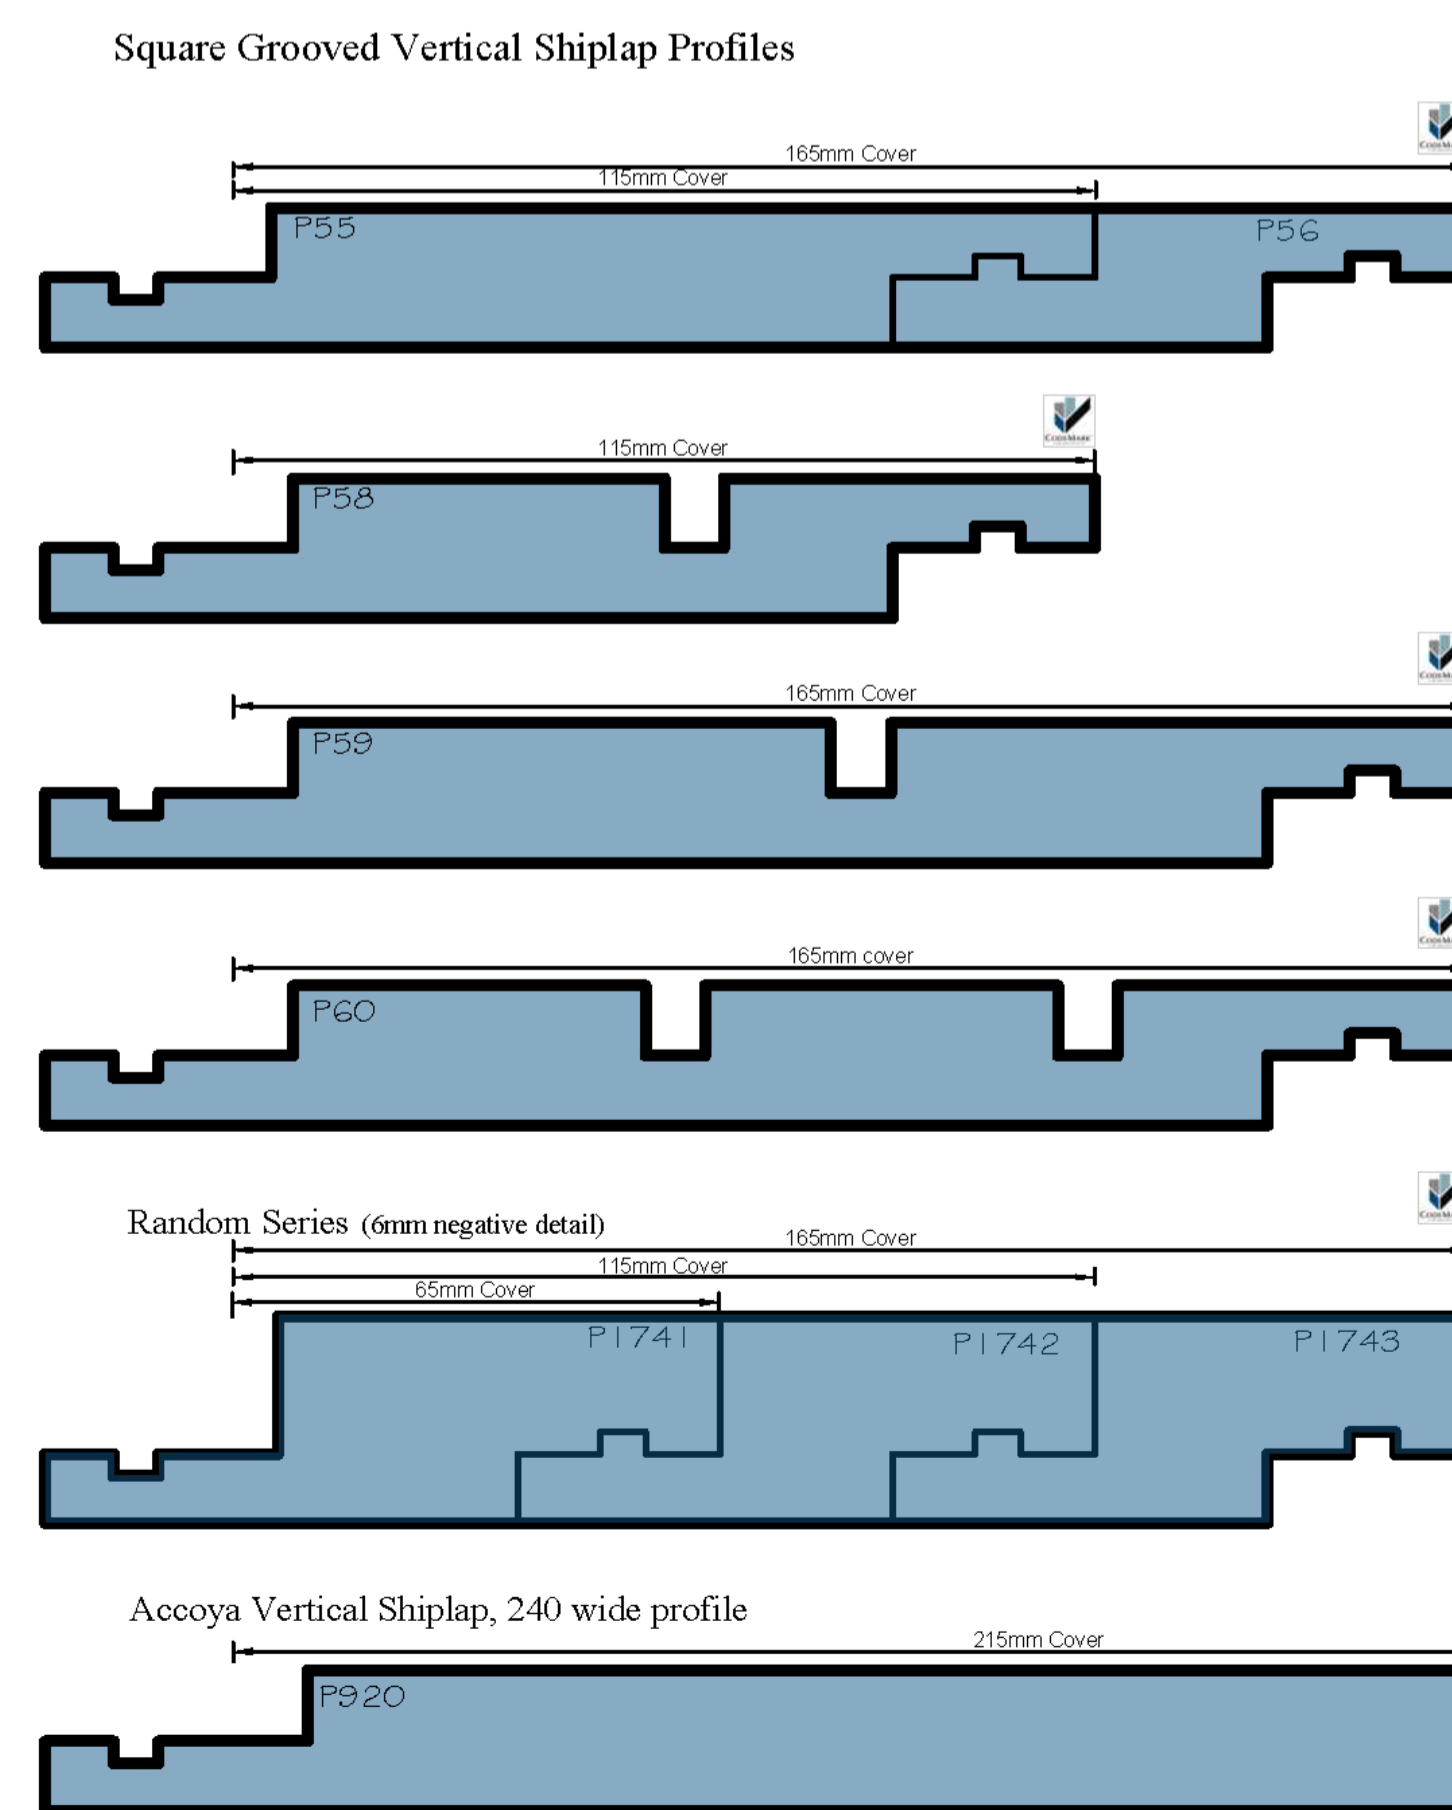 Square Grooved Vertical Shiplap Profiles
165mm Cover
115mm Cover
P55
P56
115mm Cover
CODEMARK
P58
165mm Cover
P59
165mm cover
P60
Random Series (6mm negative detail)
165mm Cover
115mm Cover
65mm Cover
P1741
P1742
P1743
Accoya Vertical Shiplap, 240 wide profile
215mm Cover
P920